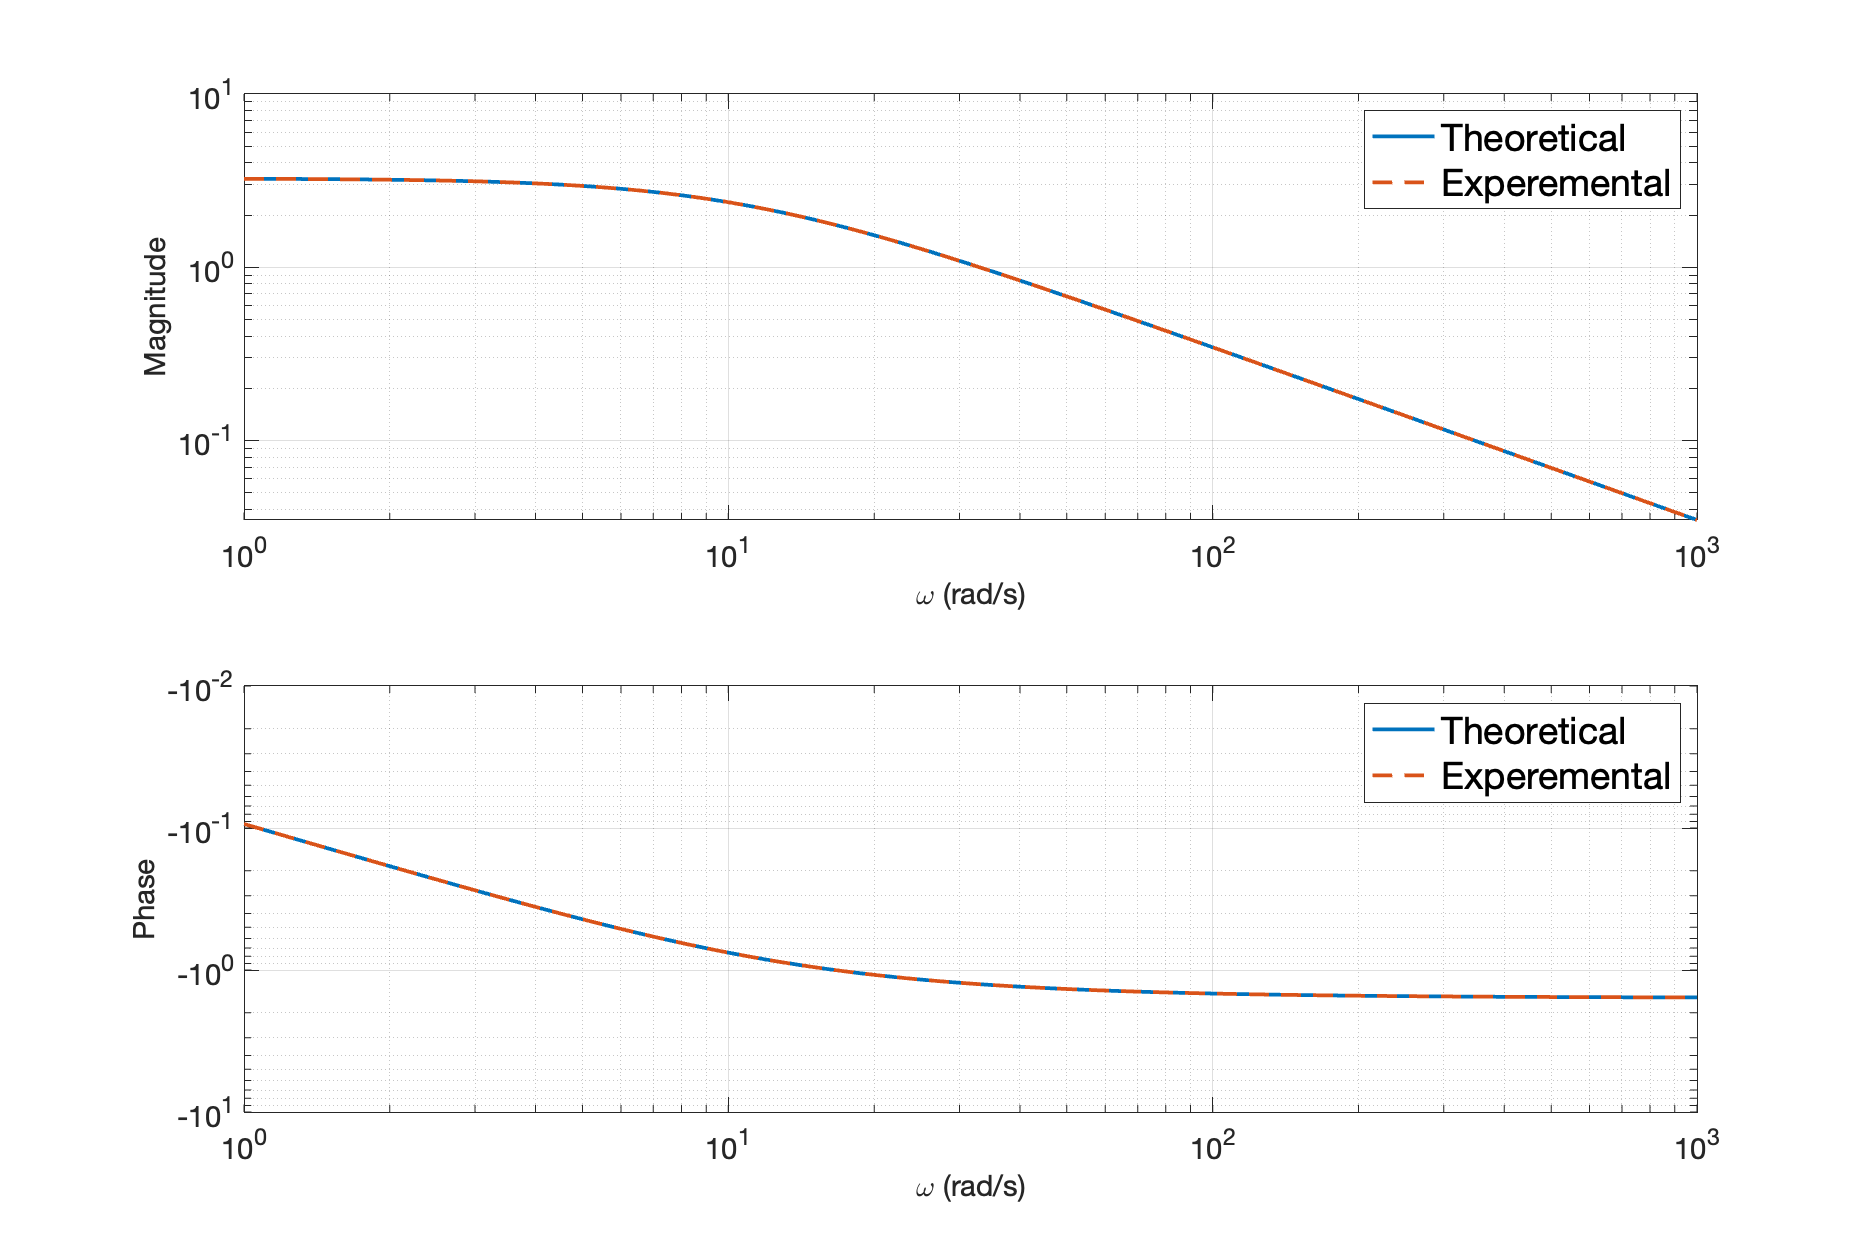 10^1
10^0
10^-1
Magnitude
Theoretical
Experemental
10^0 10^1 10^2 10^3
ω (rad/s)
-10^-2
-10^-1
-10^0
-10^1
Phase
Theoretical
Experemental
10^0 10^1 10^2 10^3
ω (rad/s)